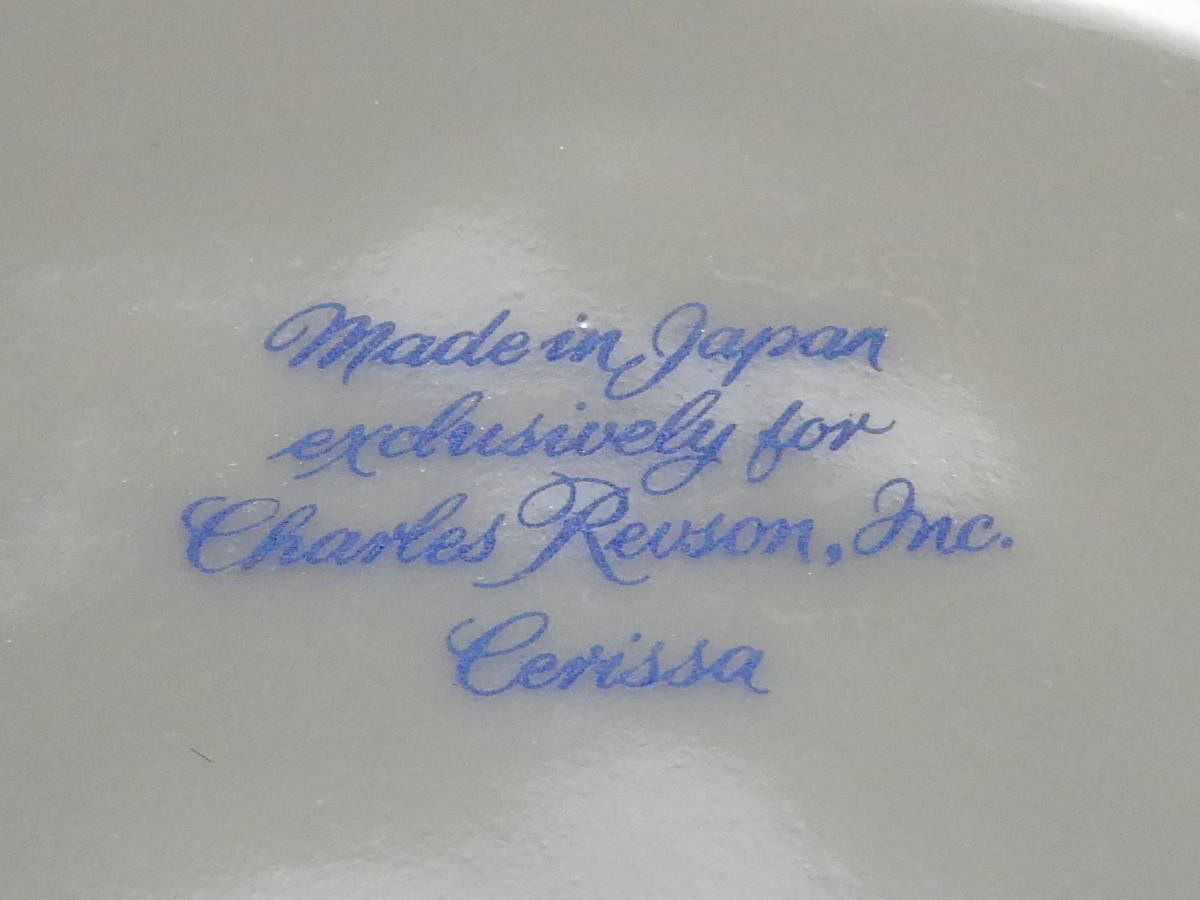 Made in Japan
exclusively for
Charles Revson, Inc.
Cerissa